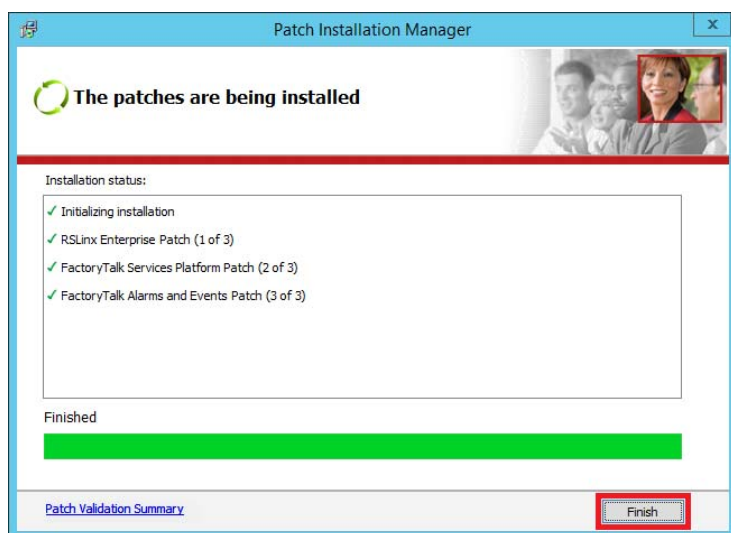 Patch Installation Manager
x
The patches are being installed
Installation status:
✓ Initializing installation
✓ RSLinx Enterprise Patch (1 of 3)
✓ FactoryTalk Services Platform Patch (2 of 3)
✓ FactoryTalk Alarms and Events Patch (3 of 3)
Finished
Patch Validation Summary
Finish